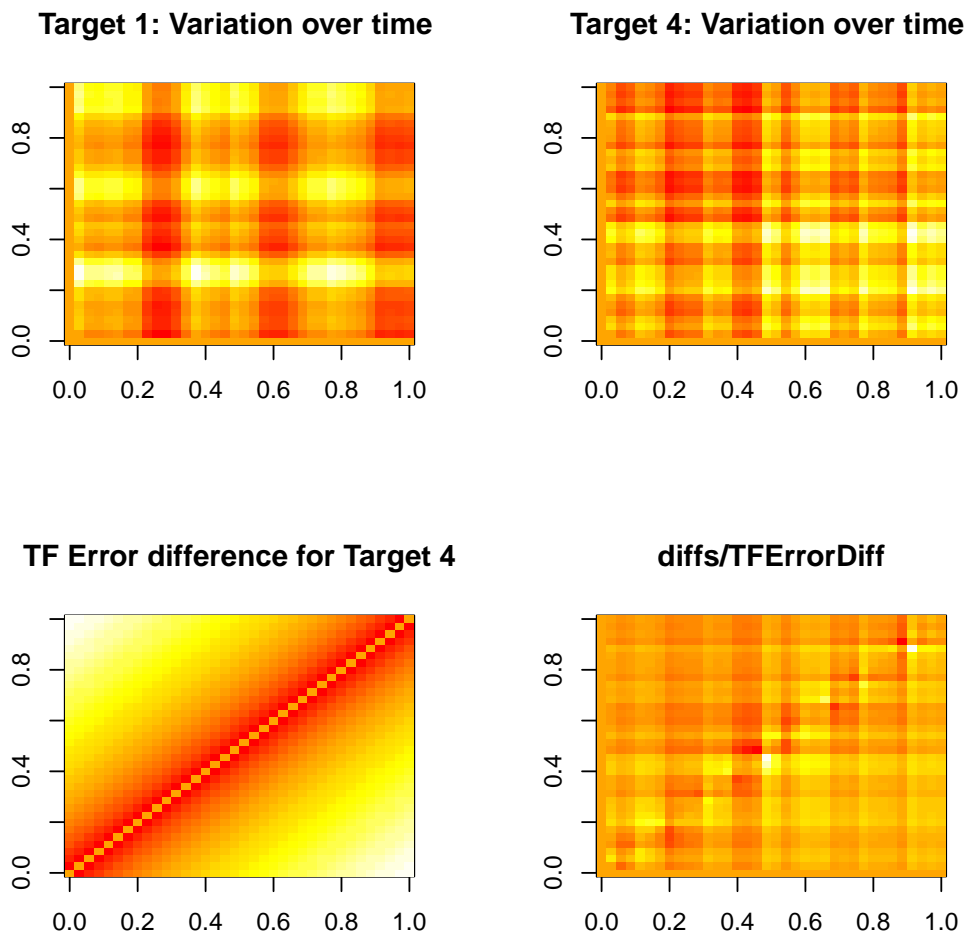 Target 1: Variation over time
Target 4: Variation over time
0.8
0.4
0.0
0.0 0.2 0.4 0.6 0.8 1.0
0.8
0.4
0.0
0.0 0.2 0.4 0.6 0.8 1.0
TF Error difference for Target 4
diffs/TFErrorDiff
0.8
0.4
0.0
0.0 0.2 0.4 0.6 0.8 1.0
0.8
0.4
0.0
0.0 0.2 0.4 0.6 0.8 1.0